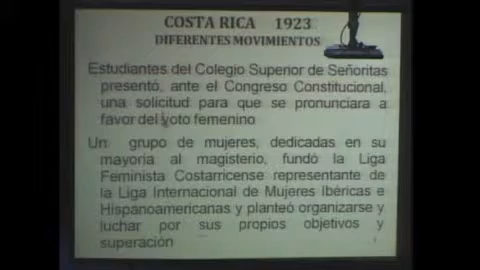 COSTA RICA 1923
DIFERENTES MOVIMIENTOS
Estudiantes del Colegio Superior de Señoritas
presentó, ante el Congreso Constitucional,
una solicitud para que se pronunciara a
favor del voto femenino
Un grupo de mujeres, dedicadas en su
mayoría al magisterio, fundó la Liga
Feminista Costarricense representante de
la Liga Internacional de Mujeres Ibéricas e
Hispanoamericanas y planteó organizarse y
luchar por sus propios objetivos y
superación